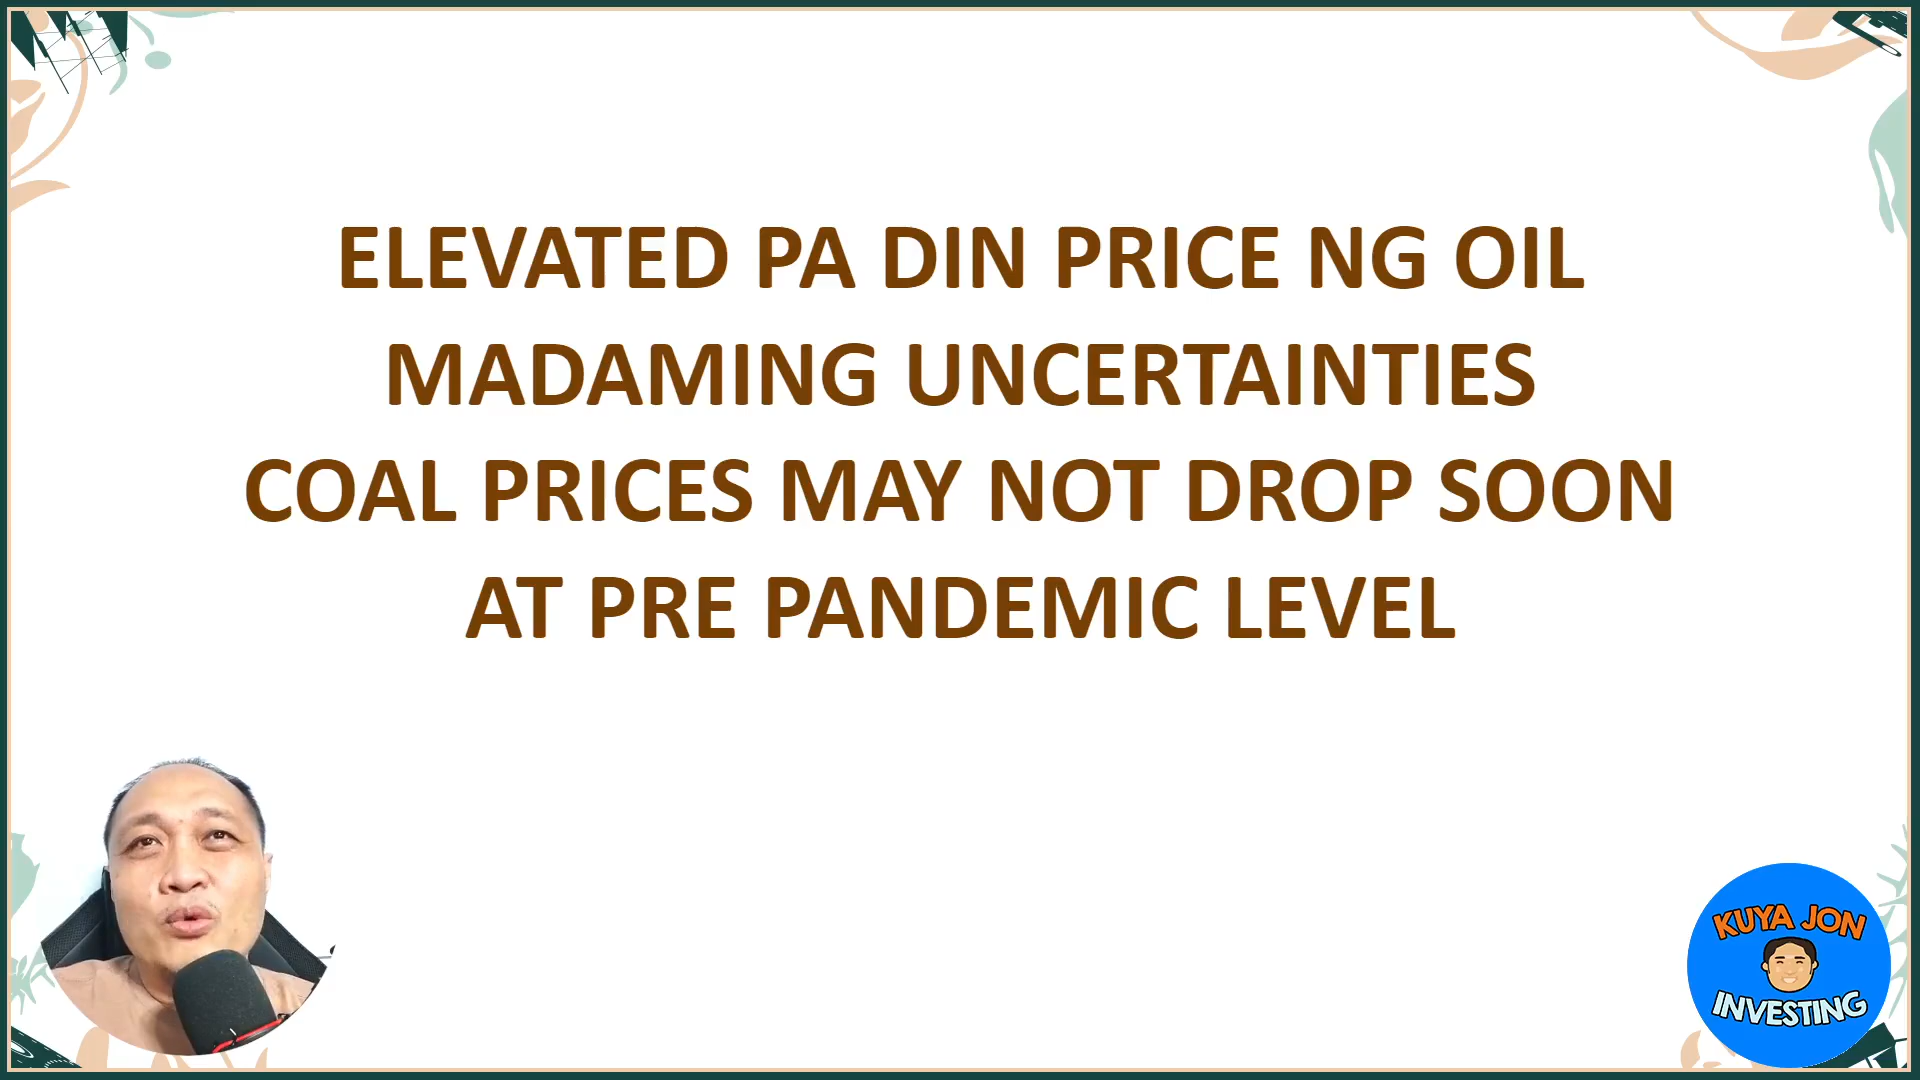 ELEVATED PA DIN PRICE NG OIL
MADAMING UNCERTAINTIES
COAL PRICES MAY NOT DROP SOON
AT PRE PANDEMIC LEVEL
KUYA JON
INVESTING